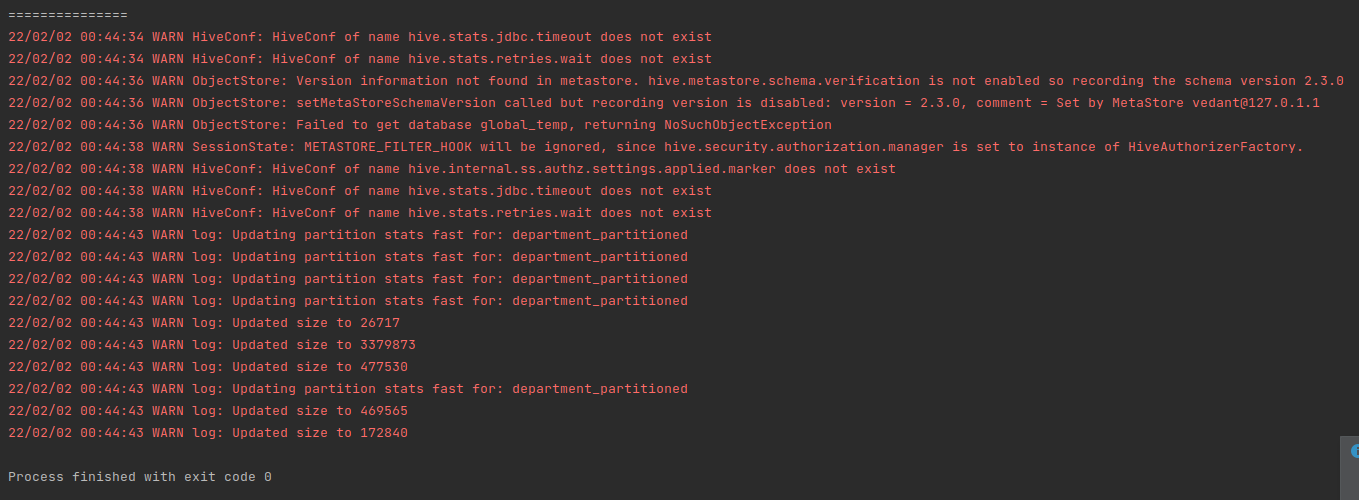 ===============
22/02/02 00:44:34 WARN HiveConf: HiveConf of name hive.stats.jdbc.timeout does not exist
22/02/02 00:44:34 WARN HiveConf: HiveConf of name hive.stats.retries.wait does not exist
22/02/02 00:44:36 WARN ObjectStore: Version information not found in metastore. hive.metastore.schema.verification is not enabled so recording the schema version 2.3.0
22/02/02 00:44:36 WARN ObjectStore: setMetaStoreSchemaVersion called but recording version is disabled: version = 2.3.0, comment = Set by MetaStore vedant@127.0.1.1
22/02/02 00:44:36 WARN ObjectStore: Failed to get database global_temp, returning NoSuchObjectException
22/02/02 00:44:38 WARN SessionState: METASTORE_FILTER_HOOK will be ignored, since hive.security.authorization.manager is set to instance of HiveAuthorizerFactory.
22/02/02 00:44:38 WARN HiveConf: HiveConf of name hive.internal.ss.authz.settings.applied.marker does not exist
22/02/02 00:44:38 WARN HiveConf: HiveConf of name hive.stats.jdbc.timeout does not exist
22/02/02 00:44:38 WARN HiveConf: HiveConf of name hive.stats.retries.wait does not exist
22/02/02 00:44:43 WARN log: Updating partition stats fast for: department_partitioned
22/02/02 00:44:43 WARN log: Updating partition stats fast for: department_partitioned
22/02/02 00:44:43 WARN log: Updating partition stats fast for: department_partitioned
22/02/02 00:44:43 WARN log: Updating partition stats fast for: department_partitioned
22/02/02 00:44:43 WARN log: Updated size to 26717
22/02/02 00:44:43 WARN log: Updated size to 3379873
22/02/02 00:44:43 WARN log: Updated size to 477530
22/02/02 00:44:43 WARN log: Updating partition stats fast for: department_partitioned
22/02/02 00:44:43 WARN log: Updated size to 469565
22/02/02 00:44:43 WARN log: Updated size to 172840
Process finished with exit code 0